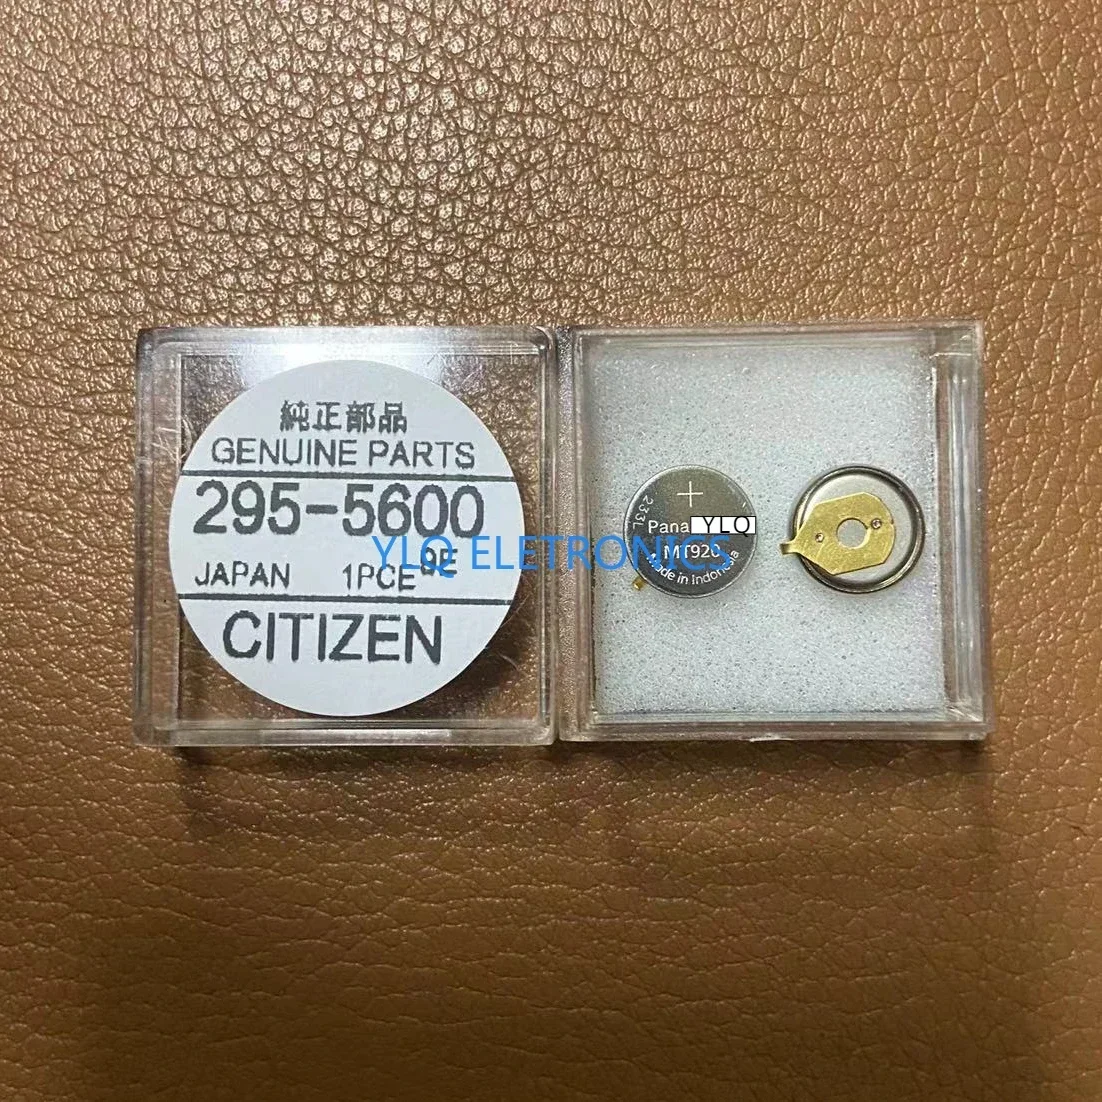 純正部品
GENUINE PARTS
295-5600
JAPAN 1PCE
CITIZEN
YLQ ELETRONICS
+
233L
Pana YLQ
MT920
Made in Indonesia